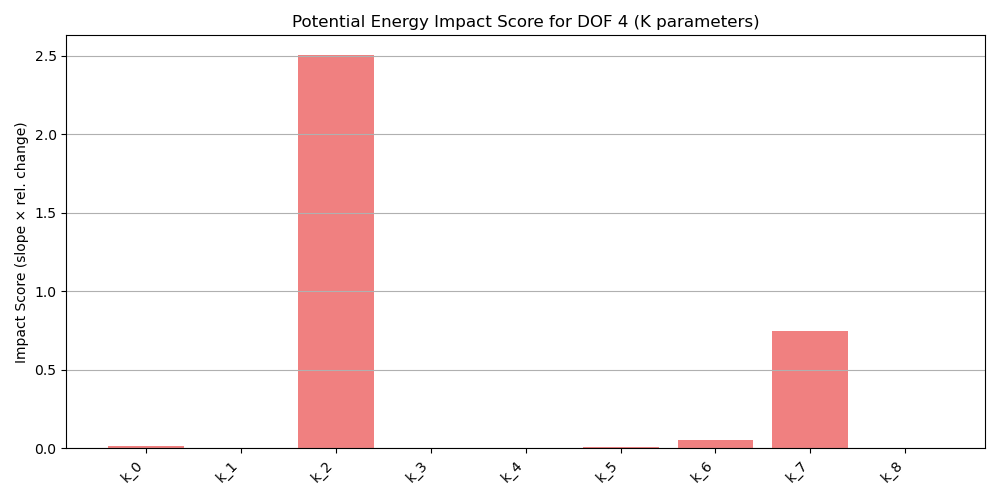 Potential Energy Impact Score for DOF 4 (K parameters)
Impact Score (slope × rel. change)
2.5
2.0
1.5
1.0
0.5
0.0
k_0
k_1
k_2
k_3
k_4
k_5
k_6
k_7
k_8